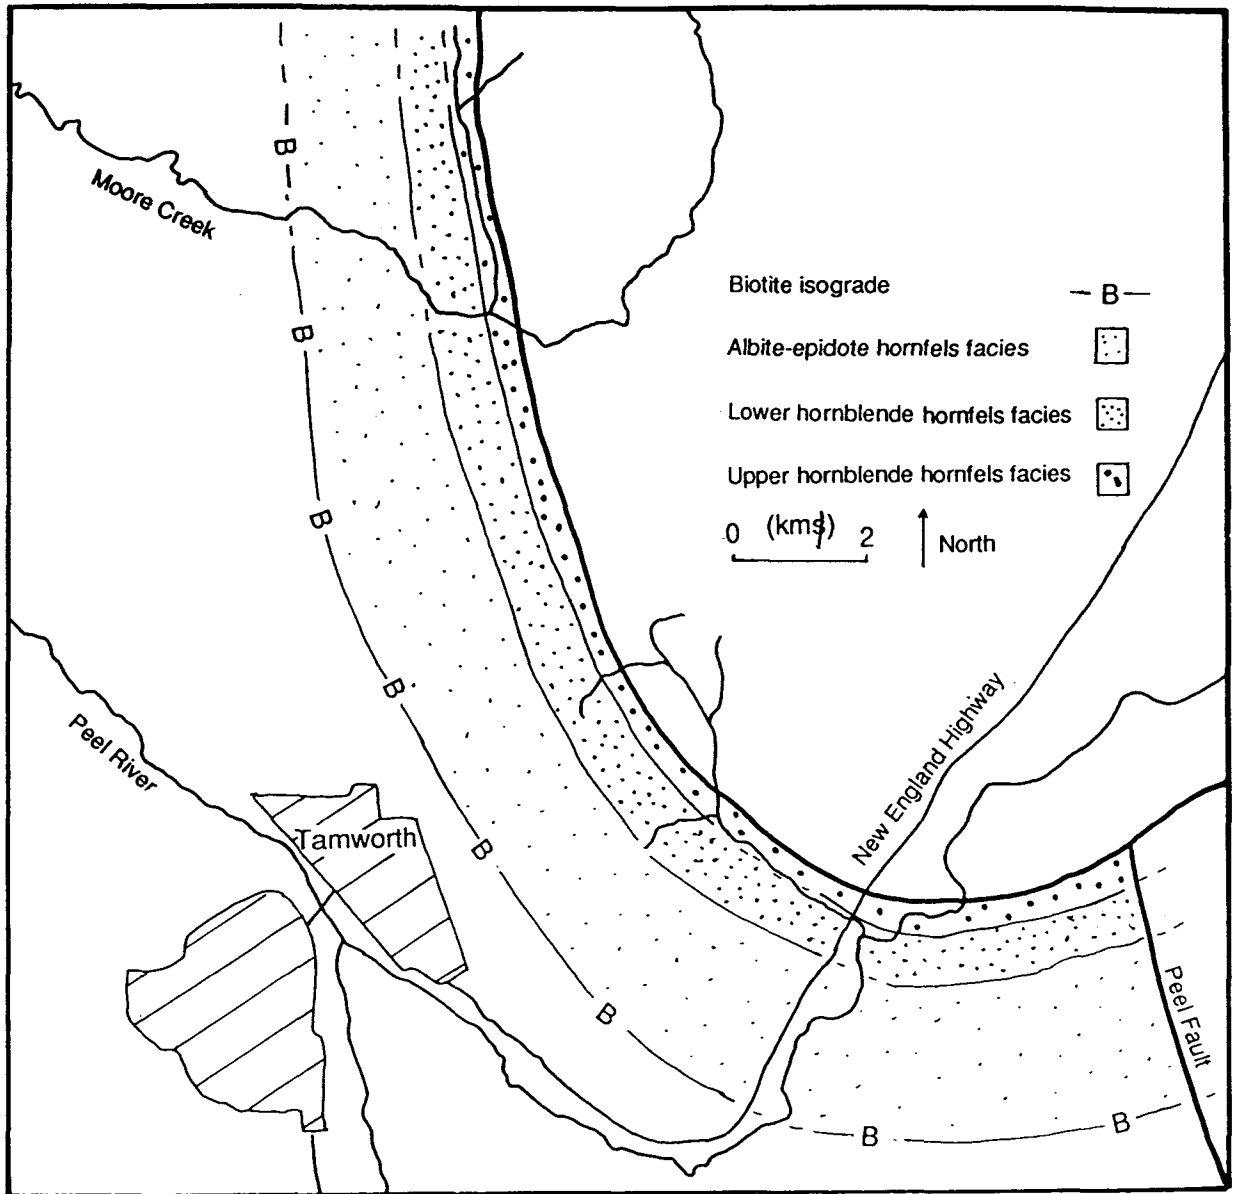 B
Moore Creek
B
Biotite isograde
B
Albite-epidote hornfels facies
Lower hornblende hornfels facies
Upper hornblende hornfels facies
0 (kms) 2
North
B
B
Peel River
New England Highway
Tamworth
B
B
Peel Fault
B
B